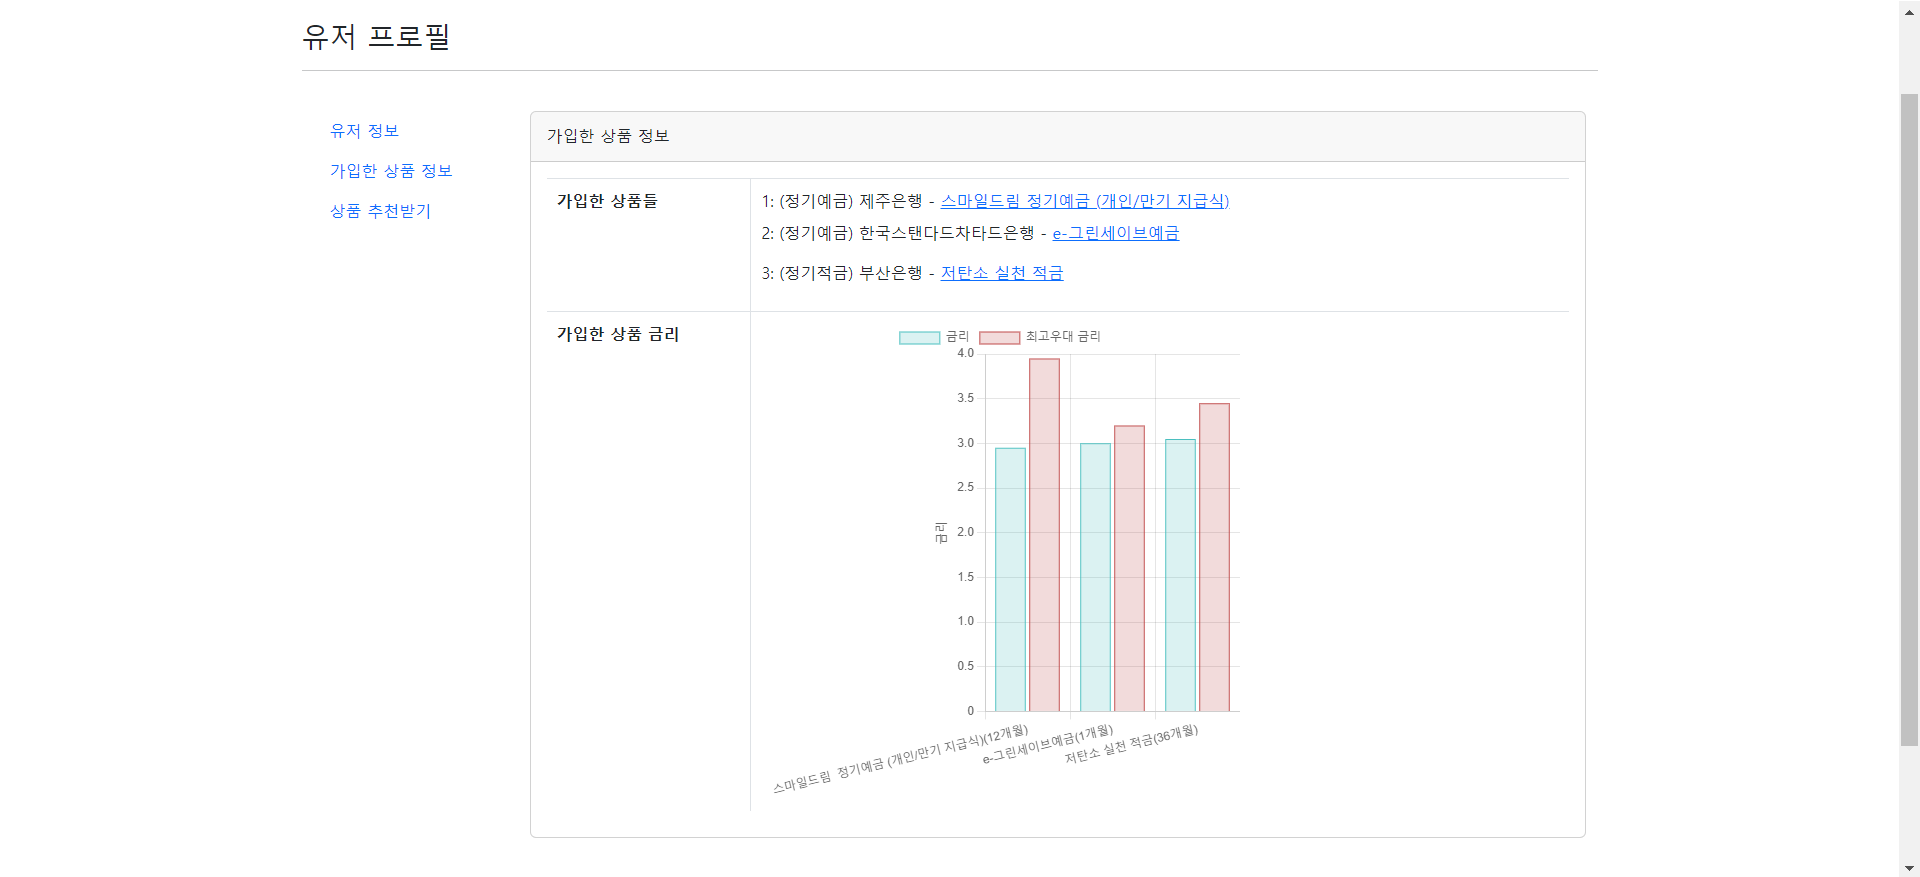 유저 프로필
유저 정보
가입한 상품 정보
상품 추천받기
가입한 상품 정보
가입한 상품들
1: (정기예금) 제주은행 - 스마일드림 정기예금 (개인/만기 지급식)
2: (정기예금) 한국스탠다드차타드은행 - e-그린세이브예금
3: (정기적금) 부산은행 - 저탄소 실천 적금
가입한 상품 금리
금리 최고우대 금리
4.0
3.5
3.0
2.5
2.0
1.5
1.0
0.5
0
금리
스마일드림 정기예금 (개인/만기 지급식)(12개월)
e-그린세이브예금(1개월)
저탄소 실천 적금(36개월)